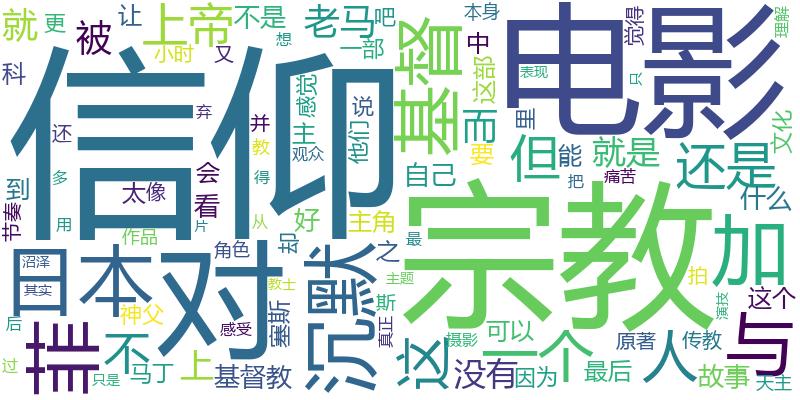 就
更
让
上帝
不是
老马
吧
一部
想
本身
中
这部
电影
觉得
理解
科
被
小时
又
感觉
主
说
他们
基督
而
表现
只
里
文化
信仰
弃
并
教
得
观众
自己
要
能
但
就是
把
痛苦
还是
什么
还
多
用
到
节奏
太像
会
看
片
从
好
主角
之
最
宗教
加
日本
对
作品
角色
却
沉默
沼泽
其实
神父
感受
教士
塞斯
斯
真正
主题
摄影
可以
这
一个
人
原著
传教
拍
演技
这个
与
后
过
排
只是
不
马丁
上
基督教
没有
因为
最后
故事
天主